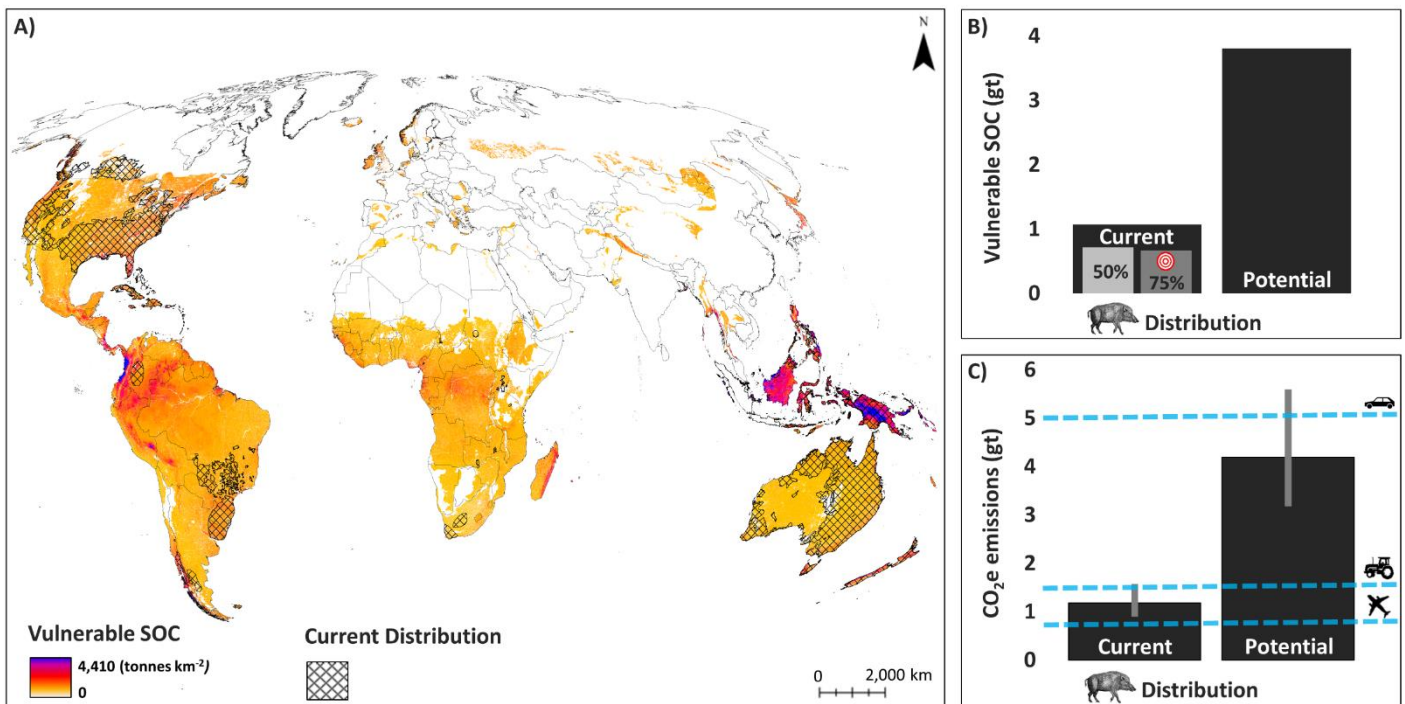 A)
N
Vulnerable SOC
4,410 (tonnes km⁻²)
0
Current Distribution
0 2,000 km
B)
Vulnerable SOC (gt)
4
3
2
1
0
Current
50%
75%
Potential
Distribution
C)
CO₂e emissions (gt)
6
5
4
3
2
1
0
Current
Potential
Distribution